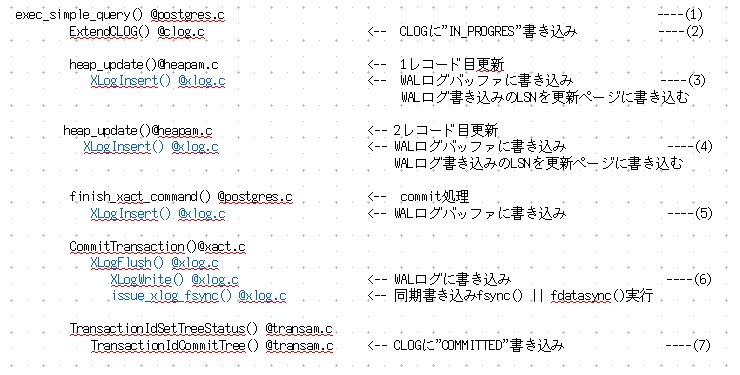 exec_simple_query() @postgres.c ----(1)
ExtendCLOG() @clog.c <-- CLOGに"IN_PROGRES"書き込み ----(2)
heap_update()@heapam.c <-- 1レコード目更新
XLogInsert() @xlog.c <-- WALログバッファに書き込み ----(3)
WALログ書き込みのLSNを更新ページに書き込む
heap_update()@heapam.c <-- 2レコード目更新
XLogInsert() @xlog.c <-- WALログバッファに書き込み ----(4)
WALログ書き込みのLSNを更新ページに書き込む
finish_xact_command() @postgres.c <-- commit処理
XLogInsert() @xlog.c <-- WALログバッファに書き込み ----(5)
CommitTransaction()@xact.c
XLogFlush() @xlog.c
XLogWrite() @xlog.c <-- WALログに書き込み ----(6)
issue_xlog_fsync() @xlog.c <-- 同期書き込みfsync() || fdatasync()実行
TransactionIdSetTreeStatus() @transam.c
TransactionIdCommitTree() @transam.c <-- CLOGに"COMMITTED"書き込み ----(7)